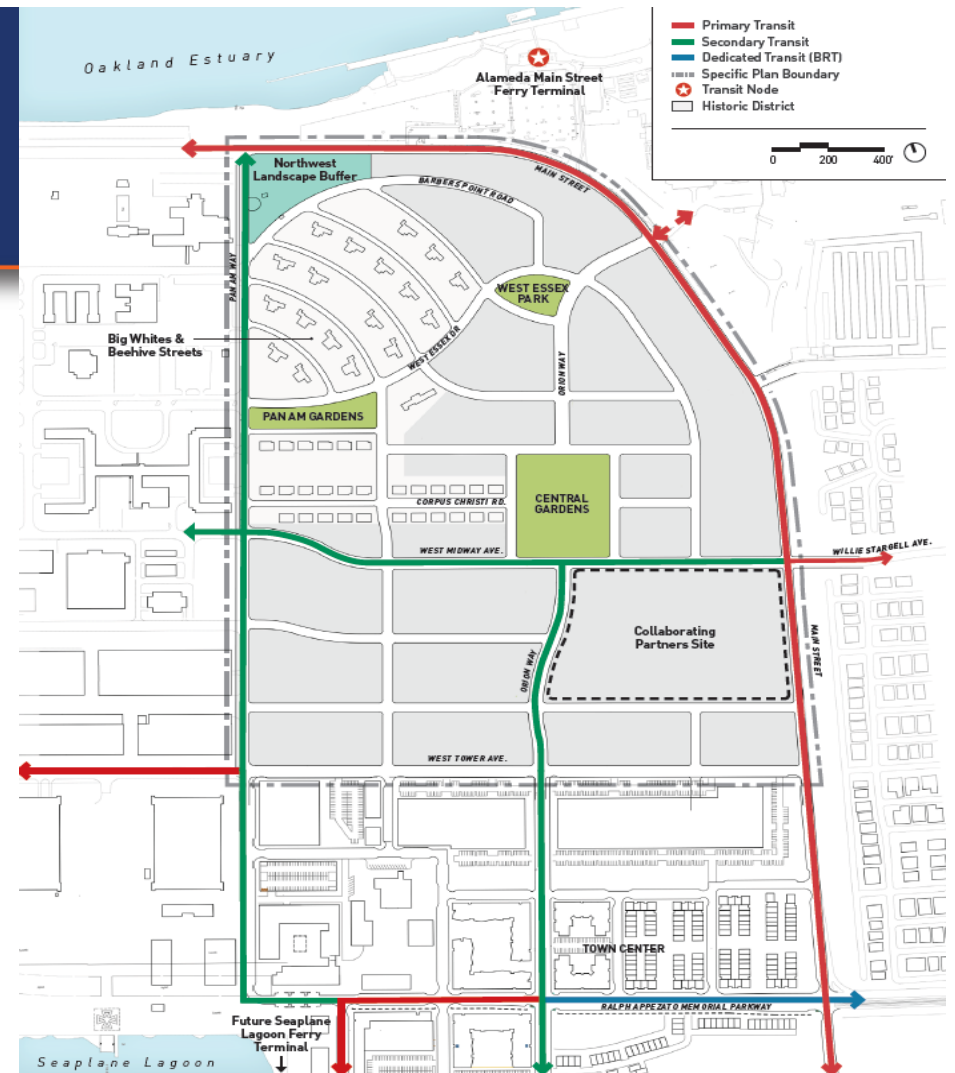 Oakland Estuary
Alameda Main Street
Ferry Terminal
Primary Transit
Secondary Transit
Dedicated Transit (BRT)
Specific Plan Boundary
Transit Node
Historic District
0 200 400'
Northwest
Landscape Buffer
BARBERS POINT ROAD
MAIN STREET
PAN AM WAY
WEST ESSEX
PARK
Big Whites &
Beehive Streets
WEST ESSEX DR
ORION WAY
PAN AM GARDENS
CENTRAL
GARDENS
CORPUS CHRISTI RD.
WEST MIDWAY AVE.
WILLIE STARGELL AVE.
Collaborating
Partners Site
MAIN STREET
ORION WAY
WEST TOWER AVE.
TOWN CENTER
RALPH APPEZATO MEMORIAL PARKWAY
Future Seaplane
Lagoon Ferry
Terminal
Seaplane Lagoon